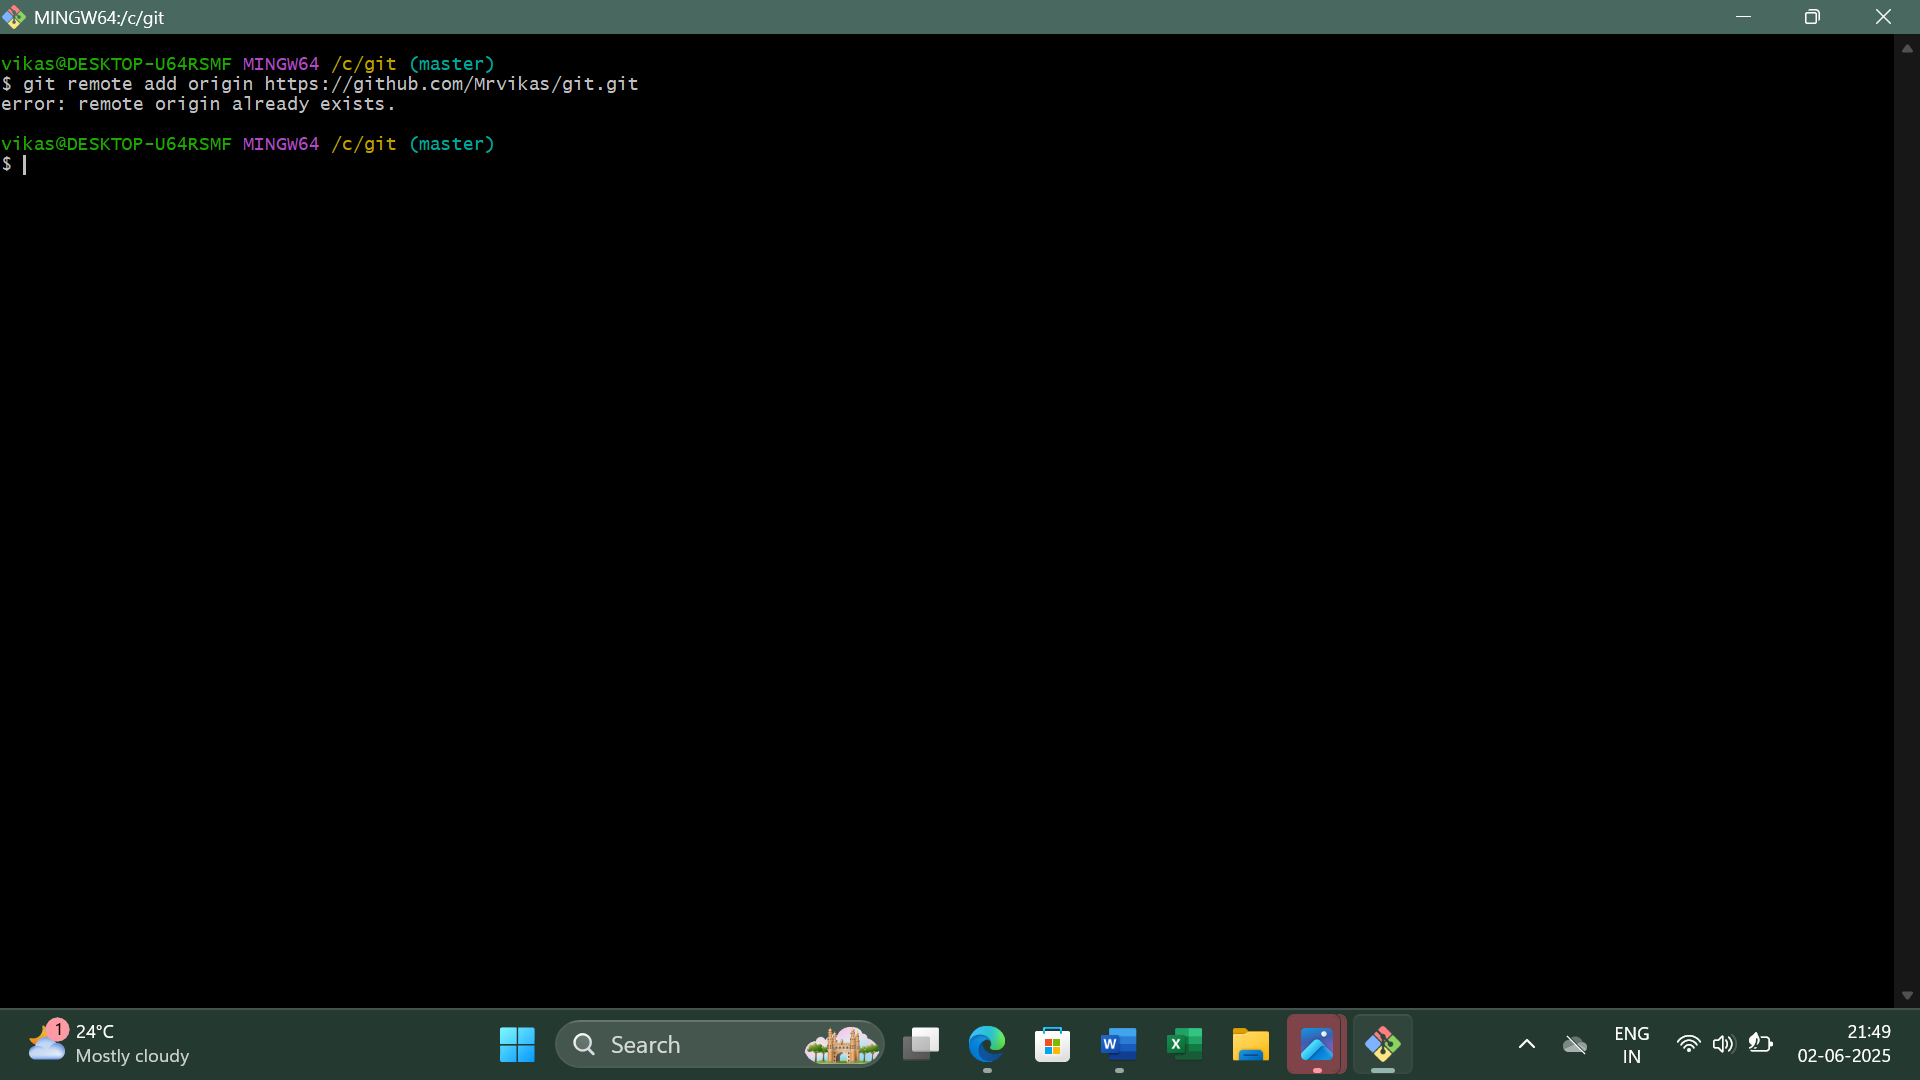 MINGW64:/c/git
vikas@DESKTOP-U64RSMF MINGW64 /c/git (master)
$ git remote add origin https://github.com/Mrvikas/git.git
error: remote origin already exists.
vikas@DESKTOP-U64RSMF MINGW64 /c/git (master)
$
1
24°C
Mostly cloudy
Search
W
X
ENG
IN
21:49
02-06-2025